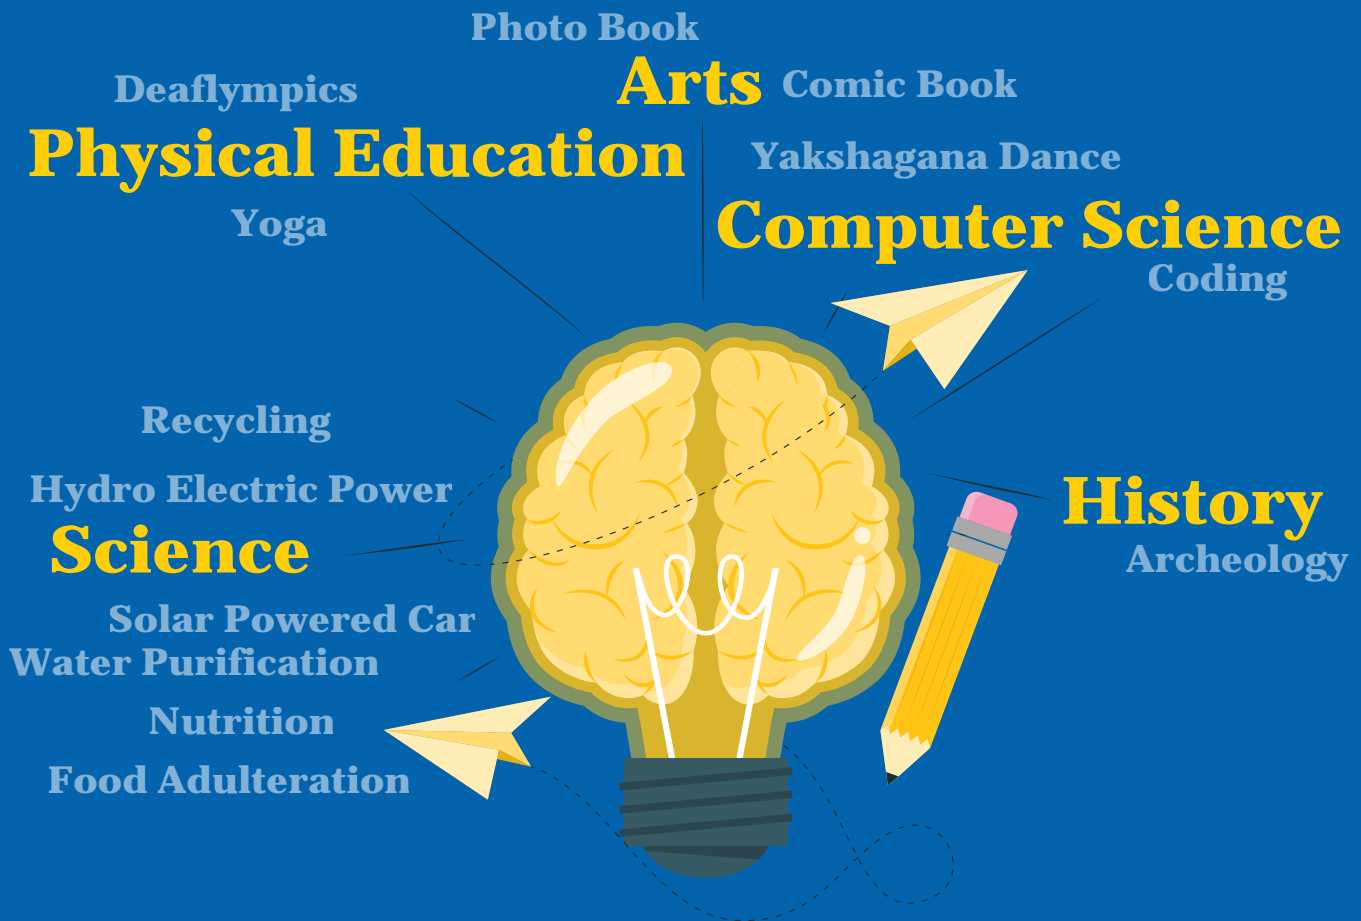 Photo Book
Arts
Comic Book
Deaflympics
Physical Education
Yoga
Yakshagana Dance
Computer Science
Coding
Recycling
Hydro Electric Power
Science
Solar Powered Car
Water Purification
Nutrition
Food Adulteration
History
Archeology